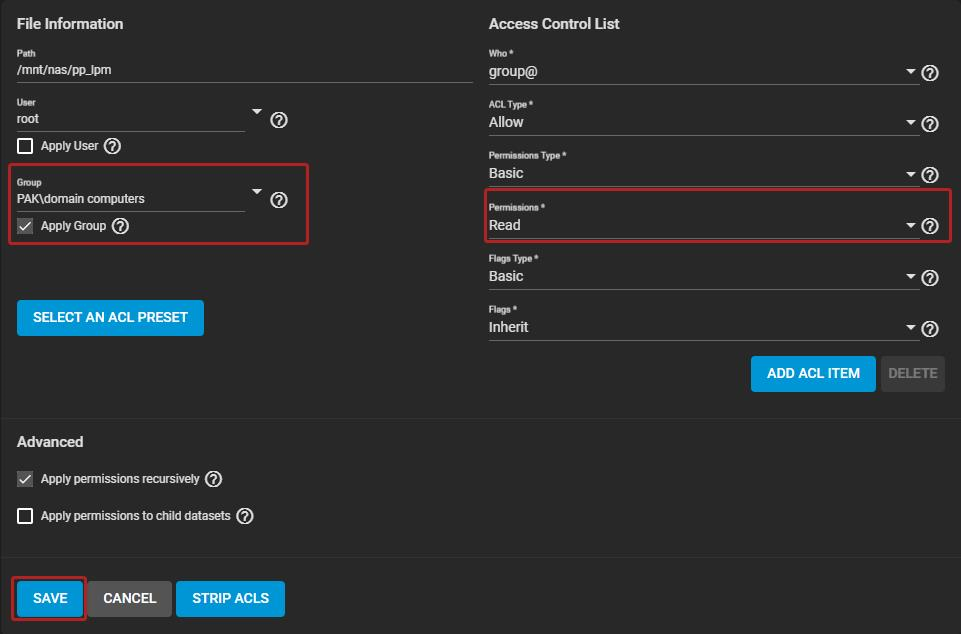 File Information
Path
/mnt/nas/pp_lpm
User
root
Apply User
Group
PAK\domain computers
Apply Group
SELECT AN ACL PRESET
Access Control List
Who *
group@
ACL Type *
Allow
Permissions Type *
Basic
Permissions *
Read
Flags Type *
Basic
Flags *
Inherit
ADD ACL ITEM
DELETE
Advanced
Apply permissions recursively
Apply permissions to child datasets
SAVE
CANCEL
STRIP ACLS